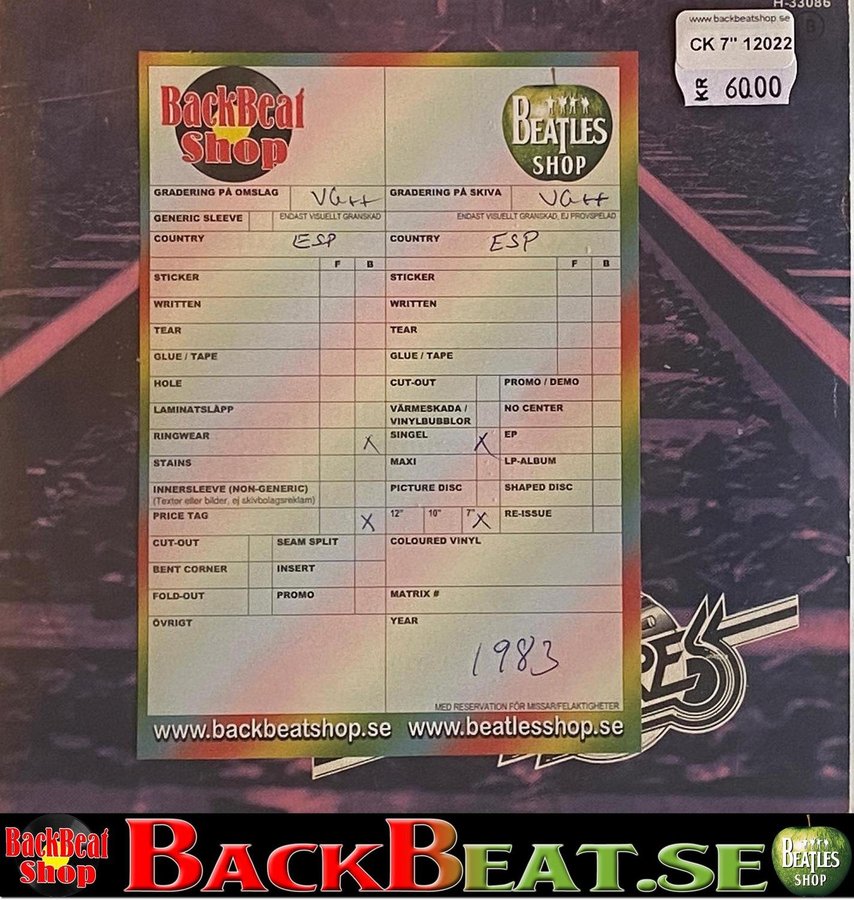 H-33086
www.backbeatshop.se
CK 7" 12022
KR 60.00
BackBeat
Shop
BEATLES
SHOP
GRADERING PÅ OMSLAG VG++ GRADERING PÅ SKIVA VG++
GENERIC SLEEVE ENDAST VISUELLT GRANSKAD ENDAST VISUELLT GRANSKAD, EJ PROVSPELAD
COUNTRY ESP COUNTRY ESP
F B F B
STICKER STICKER
WRITTEN WRITTEN
TEAR TEAR
GLUE / TAPE GLUE / TAPE
HOLE CUT-OUT PROMO / DEMO
LAMINATSLÄPP VÄRMESKADA / VINYLBUBBLOR NO CENTER
RINGWEAR X SINGEL X EP
STAINS MAXI LP-ALBUM
INNERSLEEVE (NON-GENERIC) PICTURE DISC SHAPED DISC
(Texter eller bilder, ej skivbolagsreklam)
PRICE TAG X 12" 10" 7" X RE-ISSUE
CUT-OUT SEAM SPLIT COLOURED VINYL
BENT CORNER INSERT
FOLD-OUT PROMO MATRIX #
ÖVRIGT YEAR
1983
MED RESERVATION FÖR MISSAR/FELAKTIGHETER
www.backbeatshop.se www.beatlesshop.se
BackBeat
Shop
BACKBEAT.SE
BEATLES
SHOP